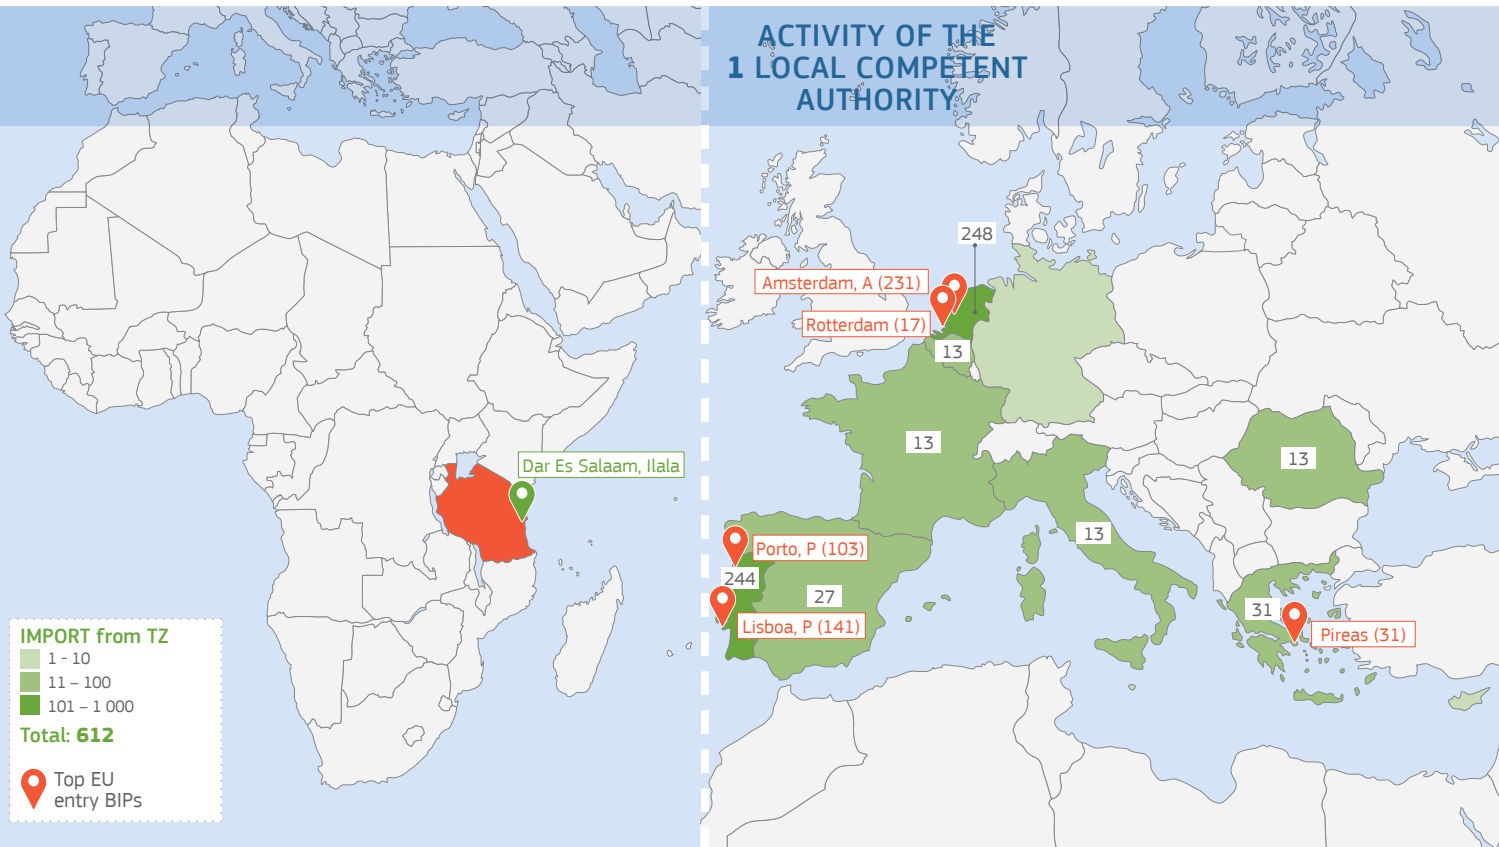 ACTIVITY OF THE
1 LOCAL COMPETENT
AUTHORITY
248
Amsterdam, A (231)
Rotterdam (17)
13
13
13
Dar Es Salaam, Ilala
13
Porto, P (103)
244
27
31
Lisboa, P (141)
Pireas (31)
IMPORT from TZ
1 - 10
11 – 100
101 – 1 000
Total: 612
Top EU
entry BIPs